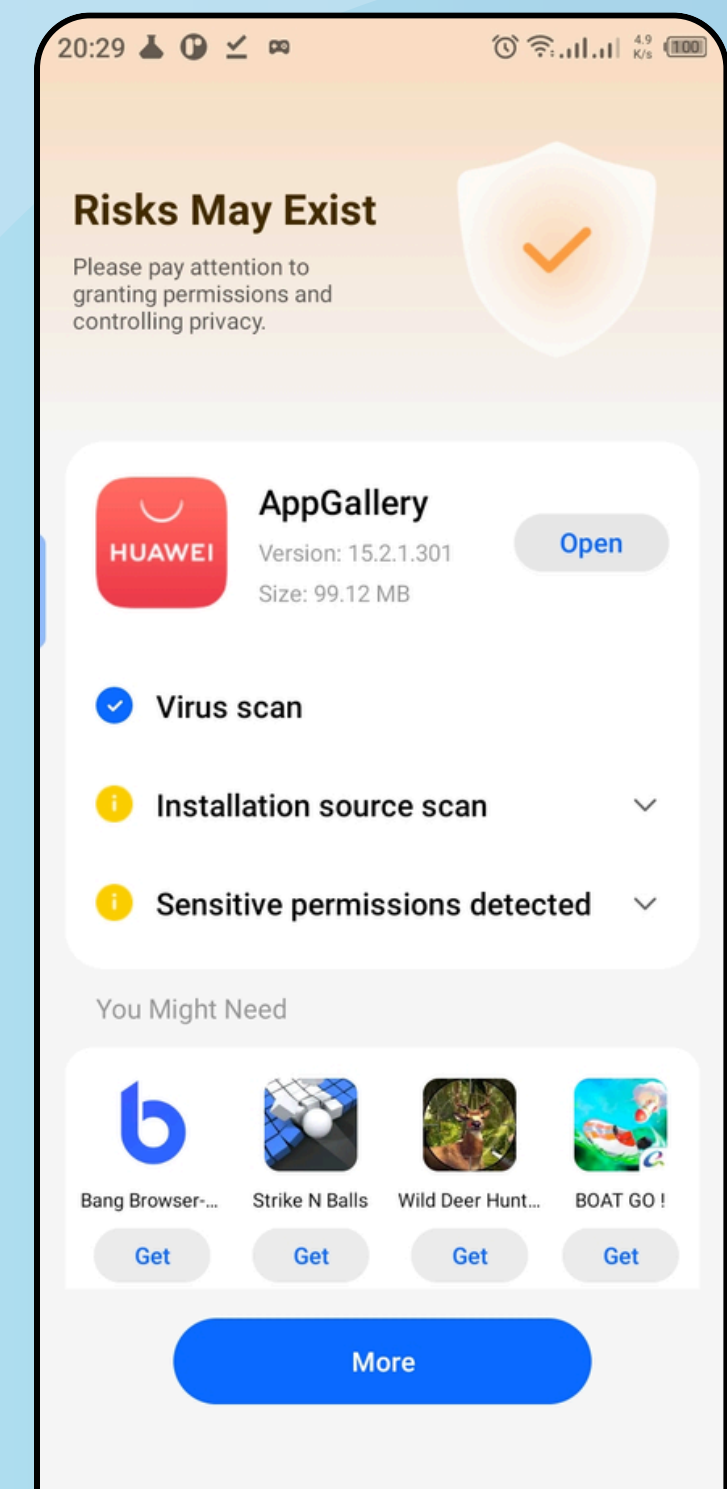 20:29
4.9
K/s
100
Risks May Exist
Please pay attention to
granting permissions and
controlling privacy.
HUAWEI
AppGallery
Version: 15.2.1.301
Size: 99.12 MB
Open
Virus scan
Installation source scan
Sensitive permissions detected
You Might Need
Bang Browser-...
Strike N Balls
Wild Deer Hunt...
BOAT GO !
Get
Get
Get
Get
More